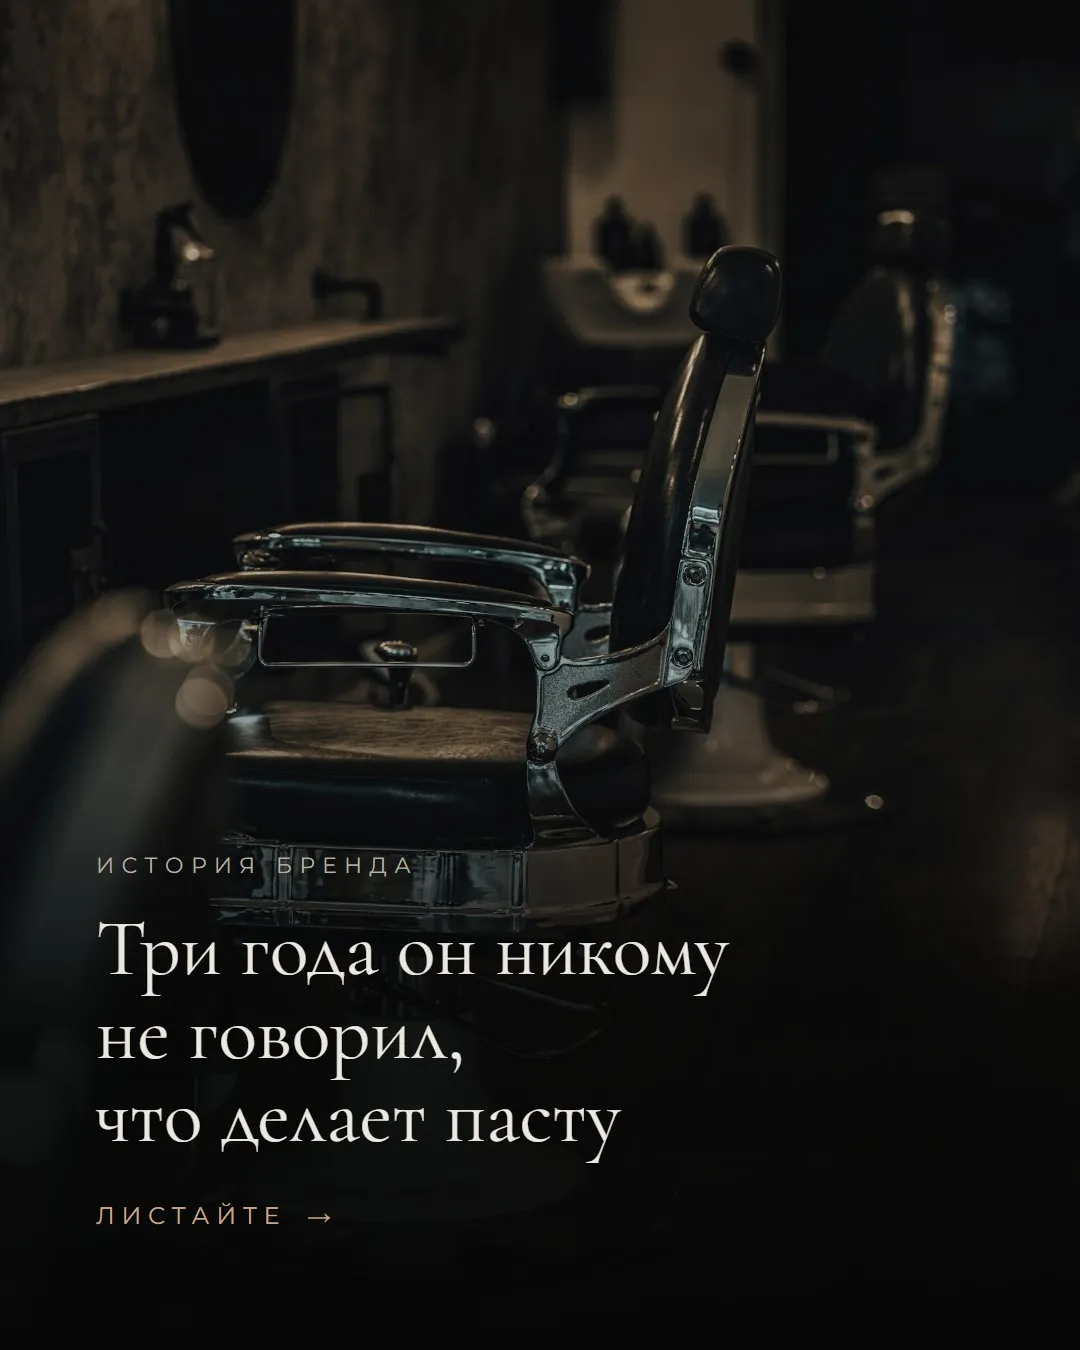 ИСТОРИЯ БРЕНДА
Три года он никому
не говорил,
что делает пасту
ЛИСТАЙТЕ →